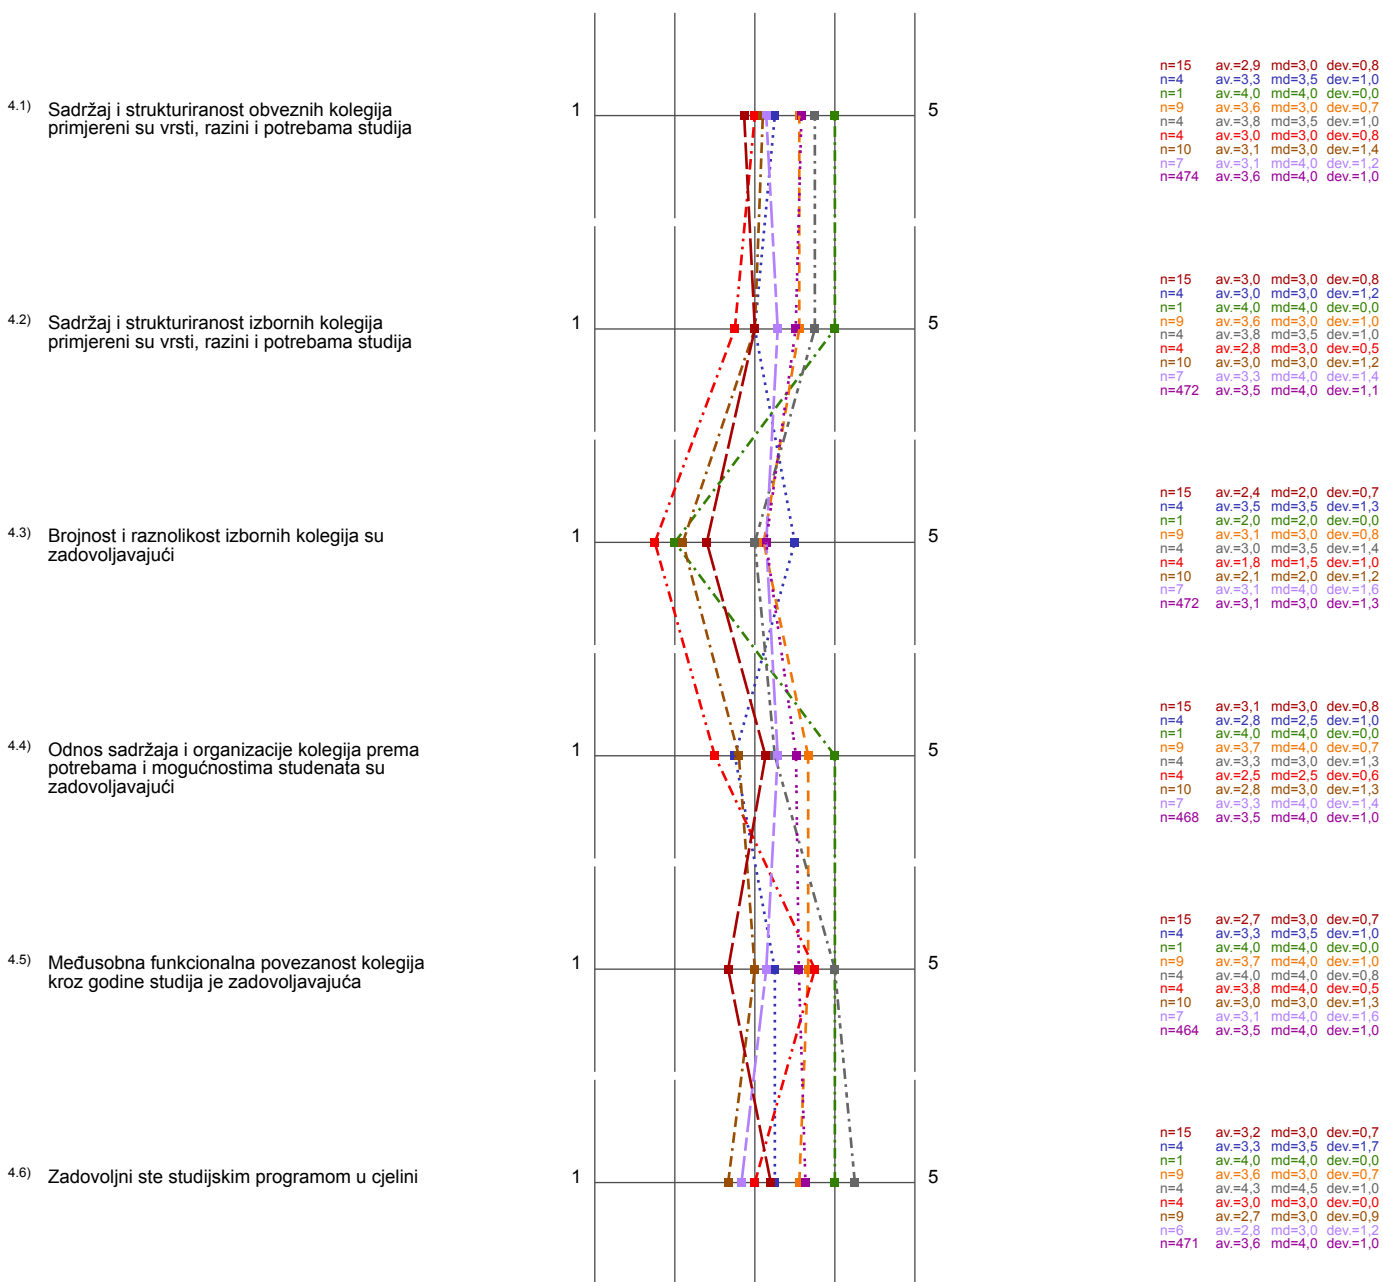 n=15 av.=2,9 md=3,0 dev.=0,8
n=4 av.=3,3 md=3,5 dev.=1,0
n=1 av.=4,0 md=4,0 dev.=0,0
n=9 av.=3,6 md=3,0 dev.=0,7
n=4 av.=3,8 md=3,5 dev.=1,0
n=4 av.=3,0 md=3,0 dev.=0,8
n=10 av.=3,1 md=3,0 dev.=1,4
n=7 av.=3,1 md=4,0 dev.=1,2
n=474 av.=3,6 md=4,0 dev.=1,0
4.1) Sadržaj i strukturiranost obveznih kolegija
primjereni su vrsti, razini i potrebama studija
1 5
n=15 av.=3,0 md=3,0 dev.=0,8
n=4 av.=3,0 md=3,0 dev.=1,2
n=1 av.=4,0 md=4,0 dev.=0,0
n=9 av.=3,6 md=3,0 dev.=1,0
n=4 av.=3,8 md=3,5 dev.=1,0
n=4 av.=2,8 md=3,0 dev.=0,5
n=10 av.=3,0 md=3,0 dev.=1,2
n=7 av.=3,3 md=4,0 dev.=1,4
n=472 av.=3,5 md=4,0 dev.=1,1
4.2) Sadržaj i strukturiranost izbornih kolegija
primjereni su vrsti, razini i potrebama studija
1 5
n=15 av.=2,4 md=2,0 dev.=0,7
n=4 av.=3,5 md=3,5 dev.=1,3
n=1 av.=2,0 md=2,0 dev.=0,0
n=9 av.=3,1 md=3,0 dev.=0,8
n=4 av.=3,0 md=3,5 dev.=1,4
n=4 av.=1,8 md=1,5 dev.=1,0
n=10 av.=2,1 md=2,0 dev.=1,2
n=7 av.=3,1 md=4,0 dev.=1,6
n=472 av.=3,1 md=3,0 dev.=1,3
4.3) Brojnost i raznolikost izbornih kolegija su
zadovoljavajući
1 5
n=15 av.=3,1 md=3,0 dev.=0,8
n=4 av.=2,8 md=2,5 dev.=1,0
n=1 av.=4,0 md=4,0 dev.=0,0
n=9 av.=3,7 md=4,0 dev.=0,7
n=4 av.=3,3 md=3,0 dev.=1,3
n=4 av.=2,5 md=2,5 dev.=0,6
n=10 av.=2,8 md=3,0 dev.=1,3
n=7 av.=3,3 md=4,0 dev.=1,4
n=468 av.=3,5 md=4,0 dev.=1,0
4.4) Odnos sadržaja i organizacije kolegija prema
potrebama i mogućnostima studenata su
zadovoljavajući
1 5
n=15 av.=2,7 md=3,0 dev.=0,7
n=4 av.=3,3 md=3,5 dev.=1,0
n=1 av.=4,0 md=4,0 dev.=0,0
n=9 av.=3,7 md=4,0 dev.=1,0
n=4 av.=4,0 md=4,0 dev.=0,8
n=4 av.=3,8 md=4,0 dev.=0,5
n=10 av.=3,0 md=3,0 dev.=1,3
n=7 av.=3,1 md=4,0 dev.=1,6
n=464 av.=3,5 md=4,0 dev.=1,0
4.5) Međusobna funkcionalna povezanost kolegija
kroz godine studija je zadovoljavajuća
1 5
n=15 av.=3,2 md=3,0 dev.=0,7
n=4 av.=3,3 md=3,5 dev.=1,7
n=1 av.=4,0 md=4,0 dev.=0,0
n=9 av.=3,6 md=3,0 dev.=0,7
n=4 av.=4,3 md=4,5 dev.=1,0
n=4 av.=3,0 md=3,0 dev.=0,0
n=9 av.=2,7 md=3,0 dev.=0,9
n=6 av.=2,8 md=3,0 dev.=1,2
n=471 av.=3,6 md=4,0 dev.=1,0
4.6) Zadovoljni ste studijskim programom u cjelini
1 5